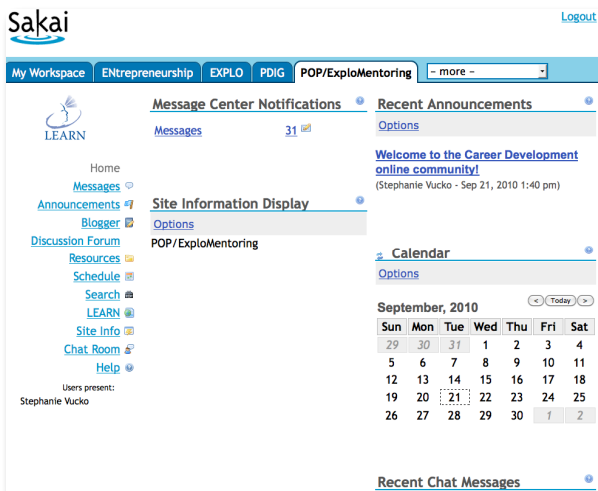 Sakai
Logout
My Workspace ENtrepreneurship EXPLO PDIG POP/ExploMentoring – more –
LEARN
Home
Messages
Announcements
Blogger
Discussion Forum
Resources
Schedule
Search
LEARN
Site Info
Chat Room
Help
Users present:
Stephanie Vucko
Message Center Notifications
Messages 31
Site Information Display
Options
POP/ExploMentoring
Recent Announcements
Options
Welcome to the Career Development
online community!
(Stephanie Vucko - Sep 21, 2010 1:40 pm)
Calendar
Options
September, 2010 < Today >
Sun Mon Tue Wed Thu Fri Sat
29 30 31 1 2 3 4
5 6 7 8 9 10 11
12 13 14 15 16 17 18
19 20 21 22 23 24 25
26 27 28 29 30 1 2
Recent Chat Messages